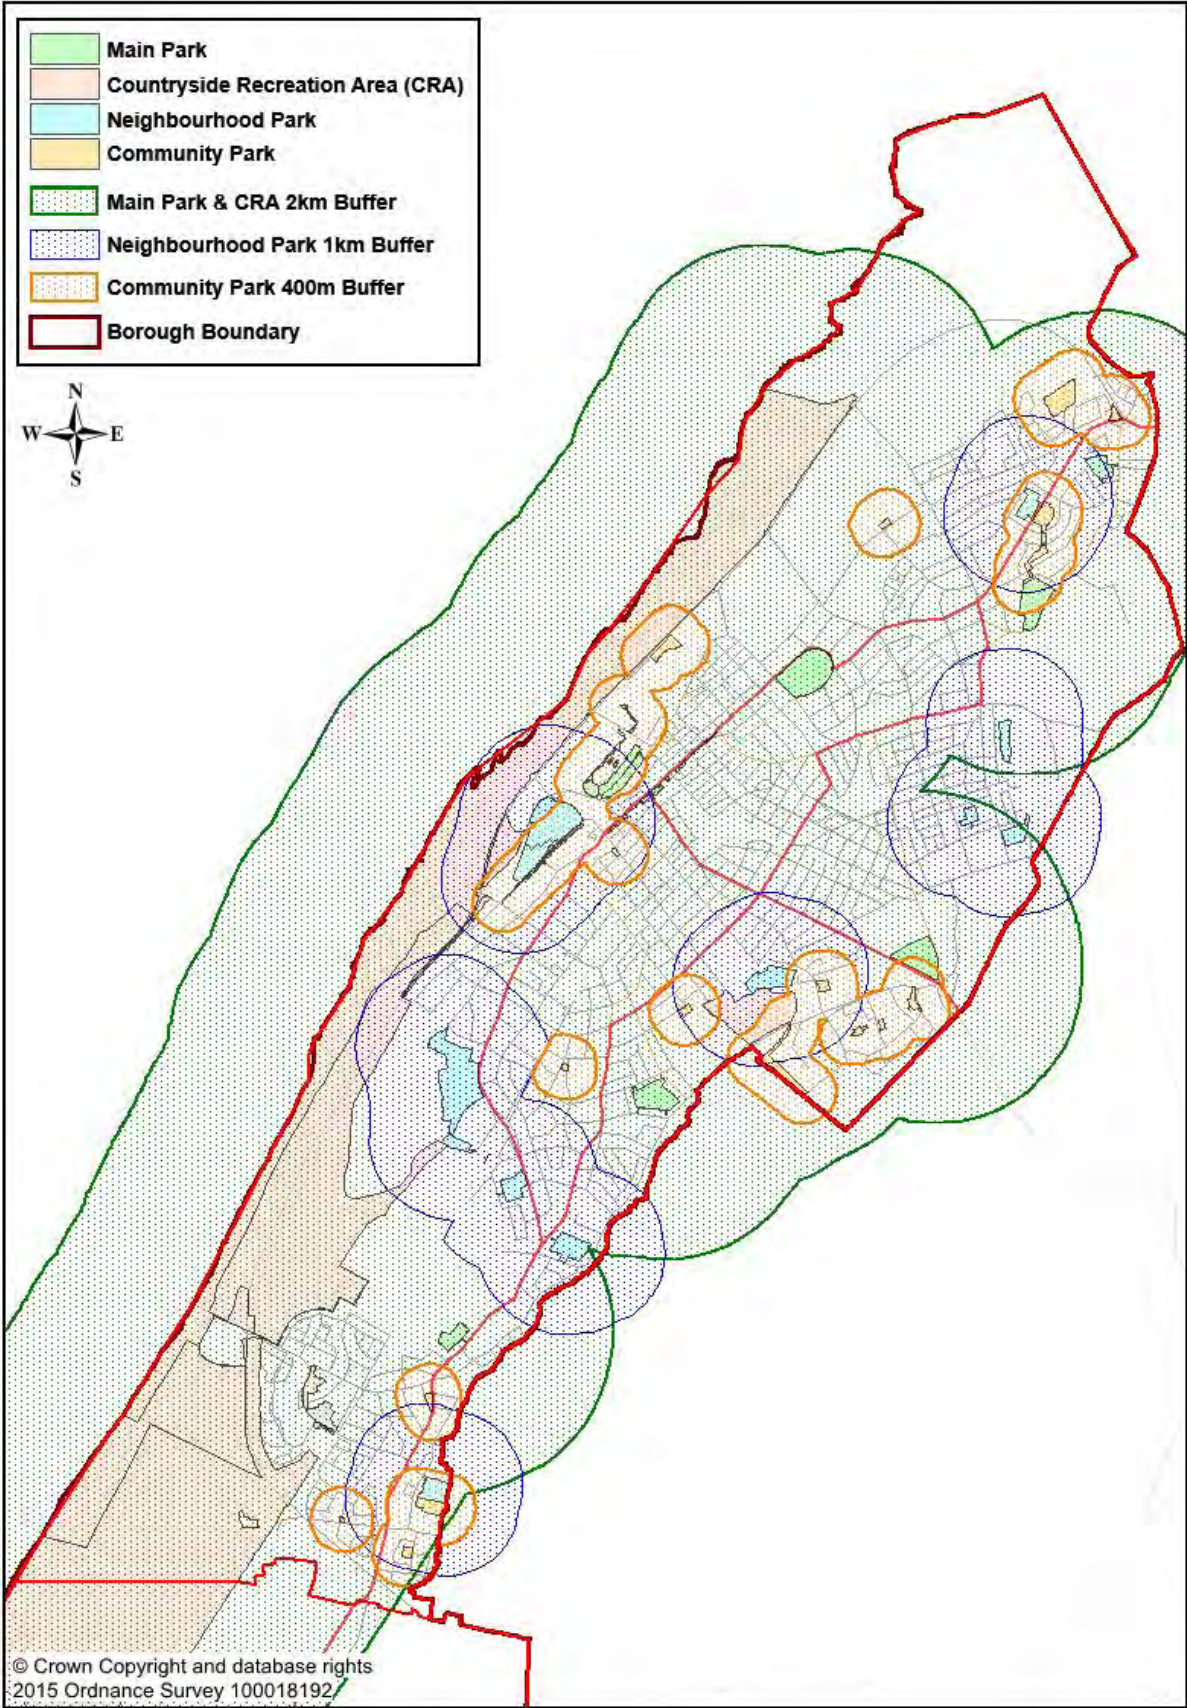 Main Park
Countryside Recreation Area (CRA)
Neighbourhood Park
Community Park
Main Park & CRA 2km Buffer
Neighbourhood Park 1km Buffer
Community Park 400m Buffer
Borough Boundary
N
W E
S
© Crown Copyright and database rights
2015 Ordnance Survey 100018192